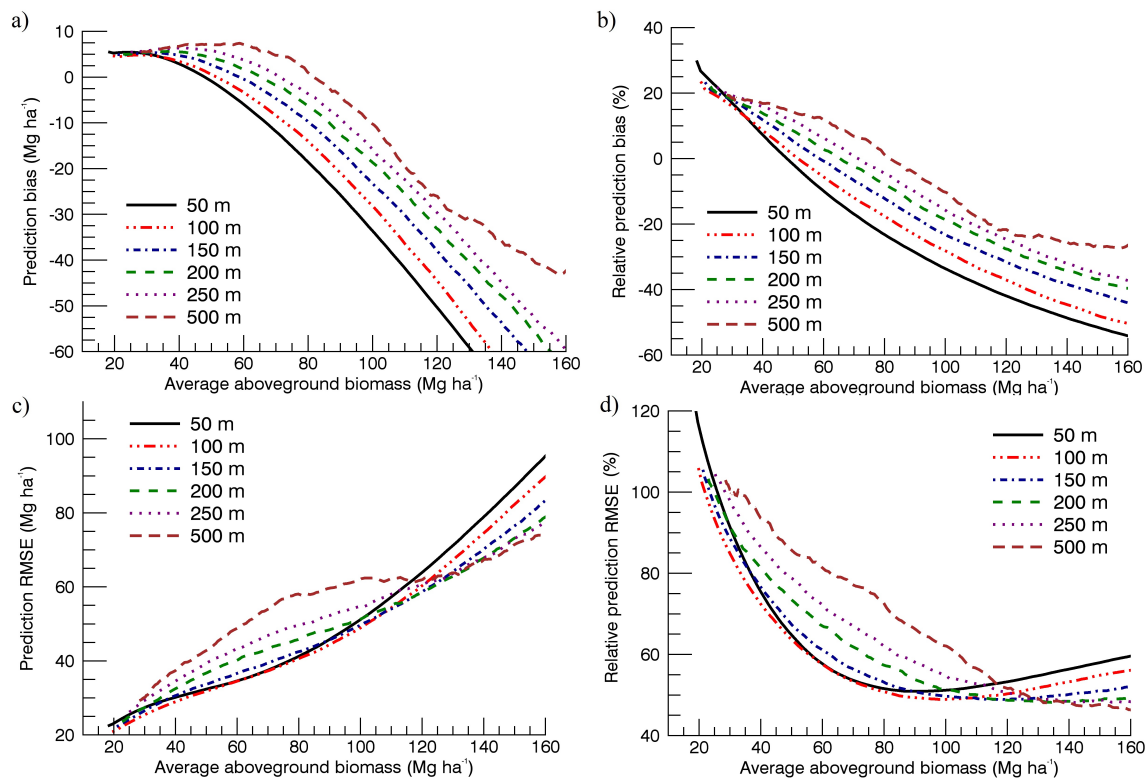 a)
Prediction bias (Mg ha⁻¹)
10
0
-10
-20
-30
-40
-50
-60
50 m
100 m
150 m
200 m
250 m
500 m
20 40 60 80 100 120 140 160
Average aboveground biomass (Mg ha⁻¹)
b)
Relative prediction bias (%)
40
20
0
-20
-40
-60
50 m
100 m
150 m
200 m
250 m
500 m
20 40 60 80 100 120 140 160
Average aboveground biomass (Mg ha⁻¹)
c)
Prediction RMSE (Mg ha⁻¹)
100
80
60
40
20
50 m
100 m
150 m
200 m
250 m
500 m
20 40 60 80 100 120 140 160
Average aboveground biomass (Mg ha⁻¹)
d)
Relative prediction RMSE (%)
120
100
80
60
40
50 m
100 m
150 m
200 m
250 m
500 m
20 40 60 80 100 120 140 160
Average aboveground biomass (Mg ha⁻¹)